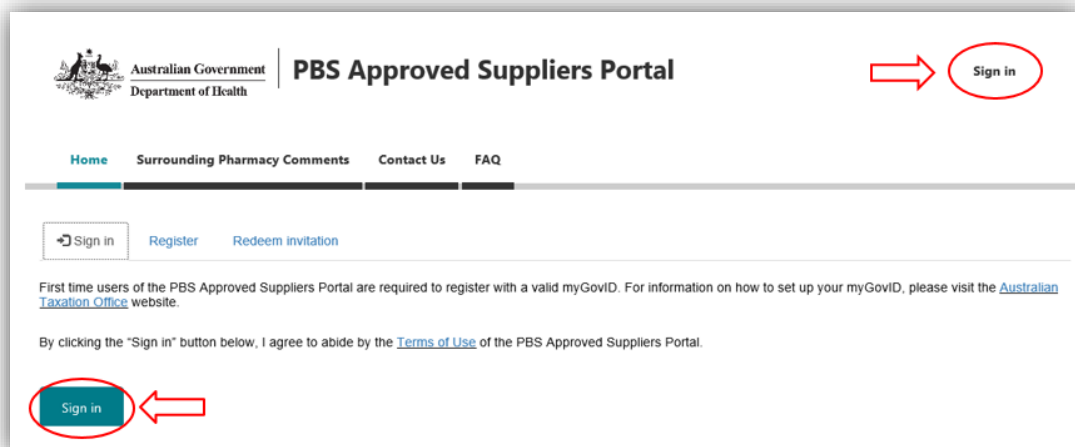 Australian Government
Department of Health
PBS Approved Suppliers Portal
Sign in
Home Surrounding Pharmacy Comments Contact Us FAQ
Sign in Register Redeem invitation
First time users of the PBS Approved Suppliers Portal are required to register with a valid myGovID. For information on how to set up your myGovID, please visit the Australian
Taxation Office website.
By clicking the “Sign in” button below, I agree to abide by the Terms of Use of the PBS Approved Suppliers Portal.
Sign in